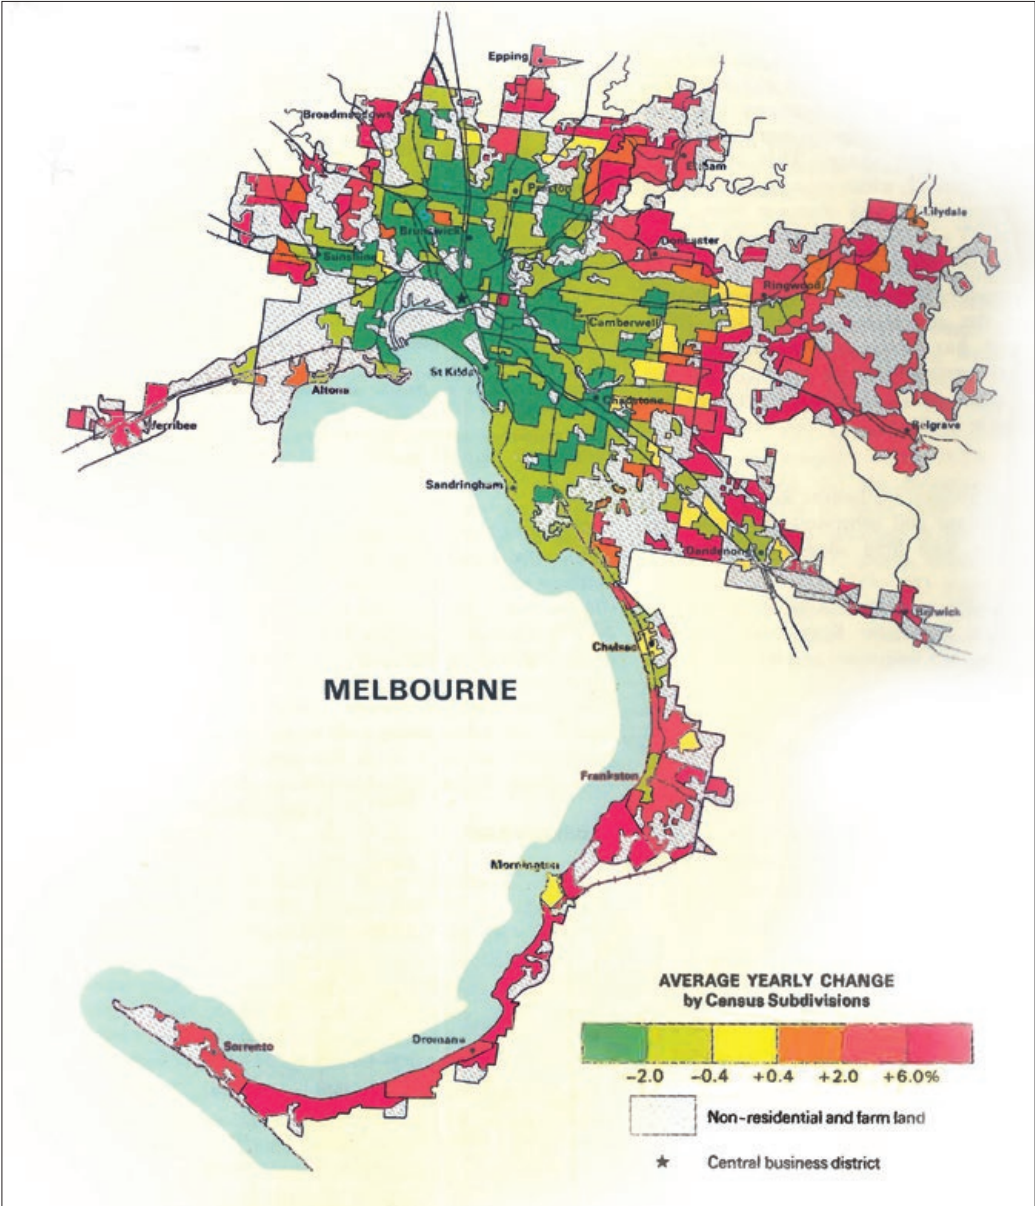 Epping
Broadmeadows
Eltham
Preston
Lilydale
Brunswick
Doncaster
Sunshine
Ringwood
Camberwell
St Kilda
Altona
Chadstone
Werribee
Belgrave
Sandringham
Dandenong
Berwick
Chelsea
MELBOURNE
Frankston
Mornington
AVERAGE YEARLY CHANGE
by Census Subdivisions
Dromana
Sorrento
-2.0 -0.4 +0.4 +2.0 +6.0%
Non-residential and farm land
Central business district